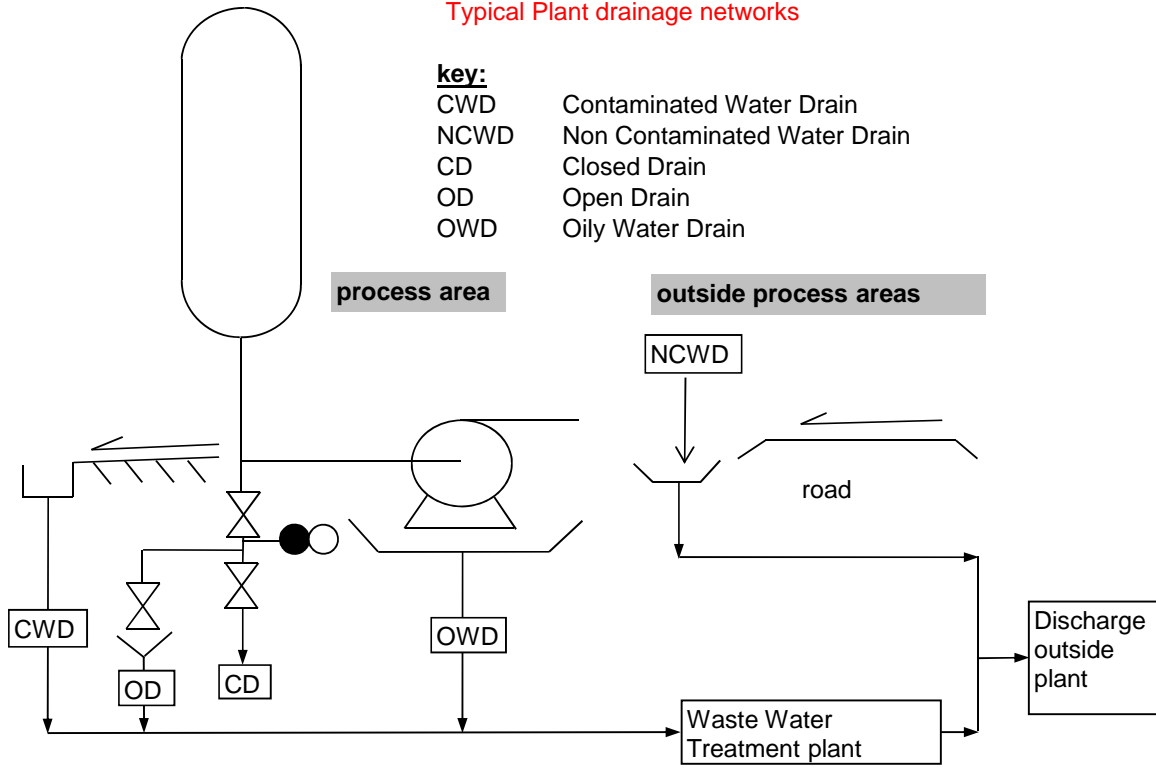 Typical Plant drainage networks
key:
CWD Contaminated Water Drain
NCWD Non Contaminated Water Drain
CD Closed Drain
OD Open Drain
OWD Oily Water Drain
process area
outside process areas
NCWD
road
CWD
OD
CD
OWD
Discharge
outside
plant
Waste Water
Treatment plant